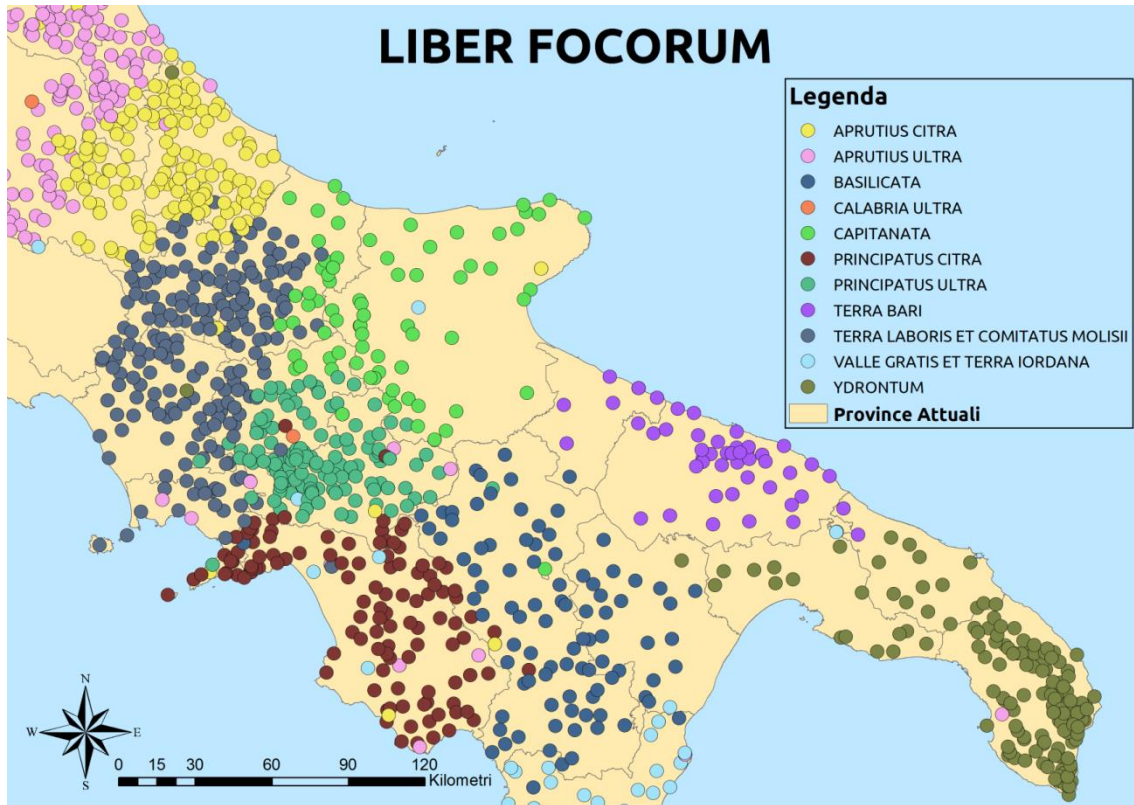 LIBER FOCORUM
Legenda
APRUTIUS CITRA
APRUTIUS ULTRA
BASILICATA
CALABRIA ULTRA
CAPITANATA
PRINCIPATUS CITRA
PRINCIPATUS ULTRA
TERRA BARI
TERRA LABORIS ET COMITATUS MOLISII
VALLE GRATIS ET TERRA IORDANA
YDRONTUM
Province Attuali
N
W E
S
0 15 30 60 90 120 Kilometri